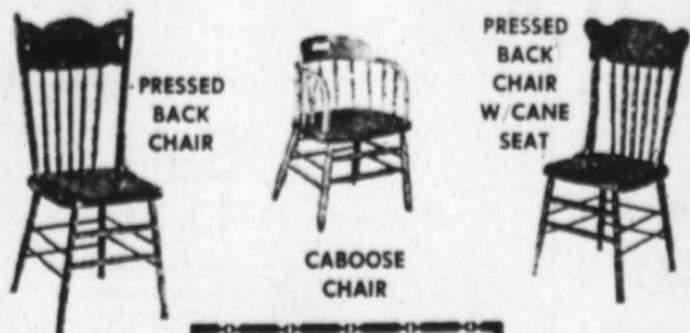 PRESSED
BACK
CHAIR
CABOOSE
CHAIR
PRESSED
BACK
CHAIR
W/CANE
SEAT